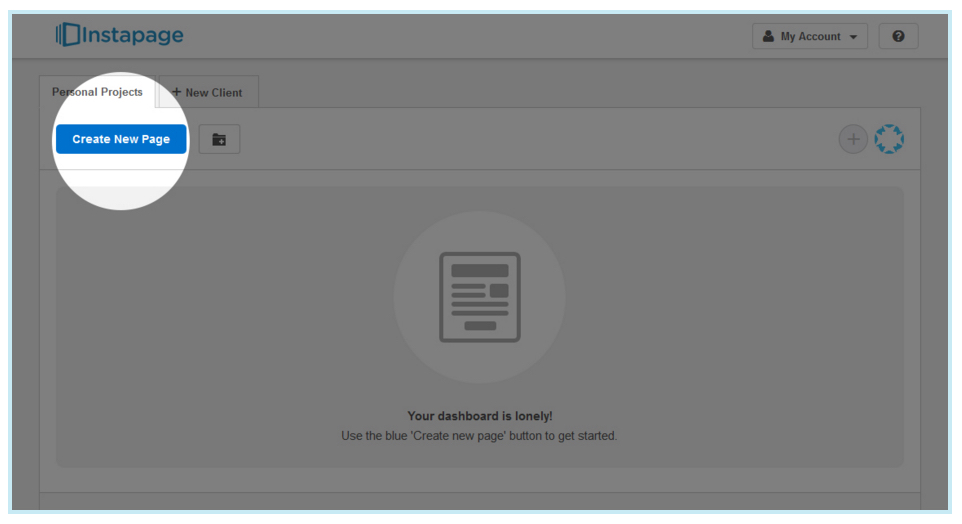 Instapage
My Account
Personal Projects + New Client
Create New Page
Your dashboard is lonely!
Use the blue 'Create new page' button to get started.